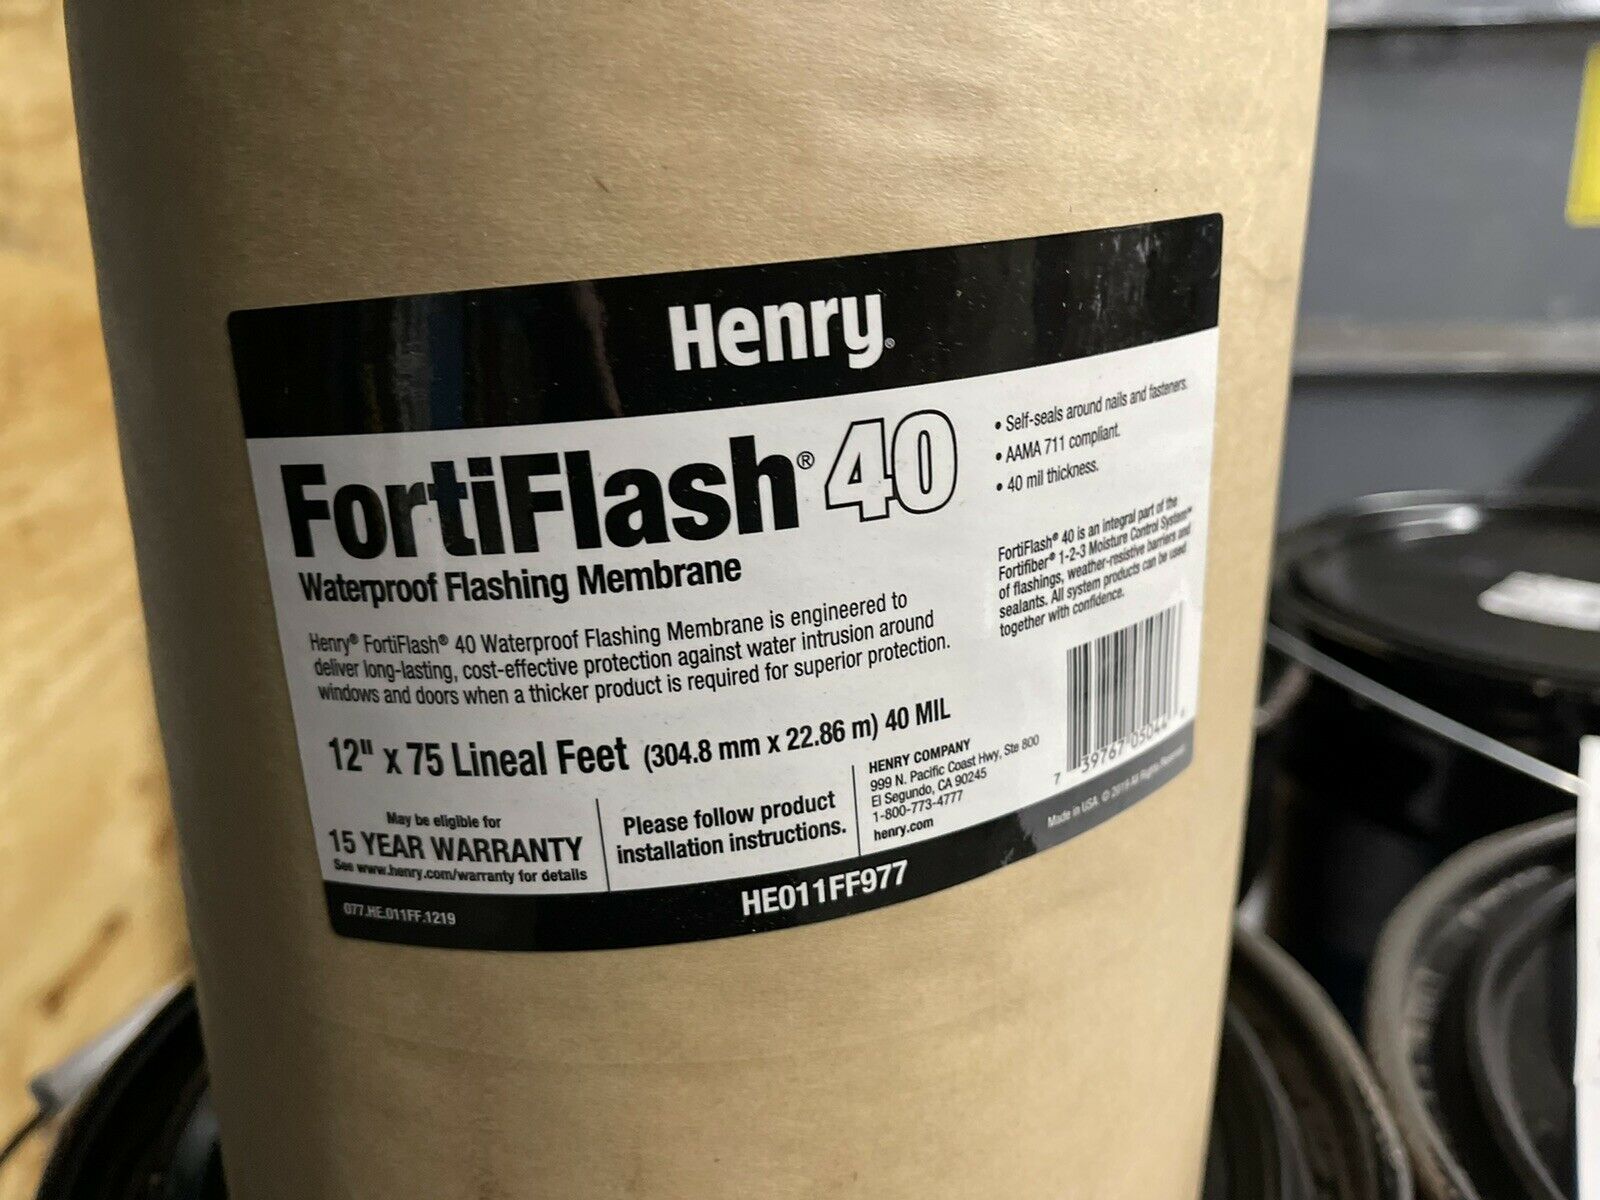 Henry®
FortiFlash® 40
Waterproof Flashing Membrane
Henry® FortiFlash® 40 Waterproof Flashing Membrane is engineered to
deliver long-lasting, cost-effective protection against water intrusion around
windows and doors when a thicker product is required for superior protection.
12" x 75 Lineal Feet (304.8 mm x 22.86 m) 40 MIL
• Self-seals around nails and fasteners.
• AAMA 711 compliant.
• 40 mil thickness.
FortiFlash® 40 is an integral part of the
Fortifiber® 1-2-3 Moisture Control System™
of flashings, weather-resistive barriers and
sealants. All system products can be used
together with confidence.
May be eligible for
15 YEAR WARRANTY
See www.henry.com/warranty for details
Please follow product
installation instructions.
HENRY COMPANY
999 N. Pacific Coast Hwy, Ste 800
El Segundo, CA 90245
1-800-773-4777
henry.com
7 39767 05044
Made in USA. © 2019 All Rights Reserved.
077.HE.011FF.1219
HE011FF977